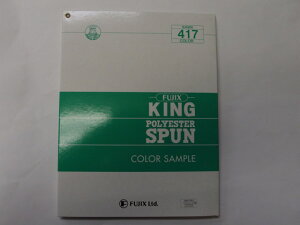 417
COLOR
FUJIX
KING
POLYESTER
SPUN
COLOR SAMPLE
FUJIX Ltd.